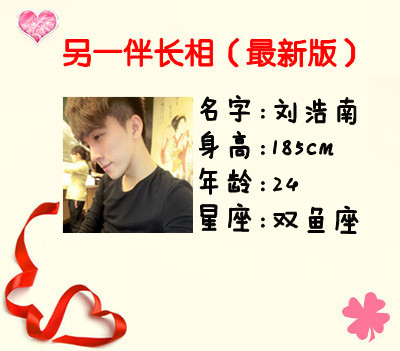 另一伴长相（最新版）
名字:刘浩南
身高:185cm
年龄:24
星座:双鱼座